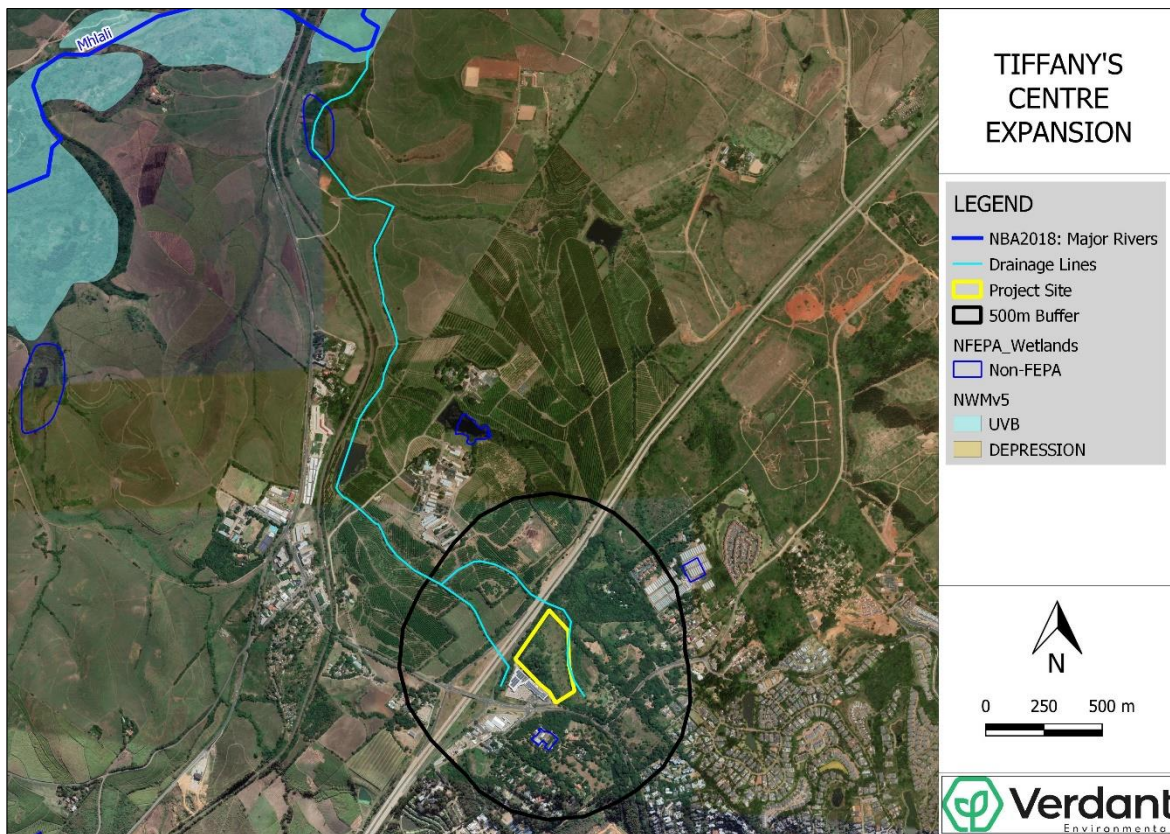 Mhlali
TIFFANY'S
CENTRE
EXPANSION
LEGEND
NBA2018: Major Rivers
Drainage Lines
Project Site
500m Buffer
NFEPA_Wetlands
Non-FEPA
NWMv5
UVB
DEPRESSION
N
0 250 500 m
Verdant
Environmenta